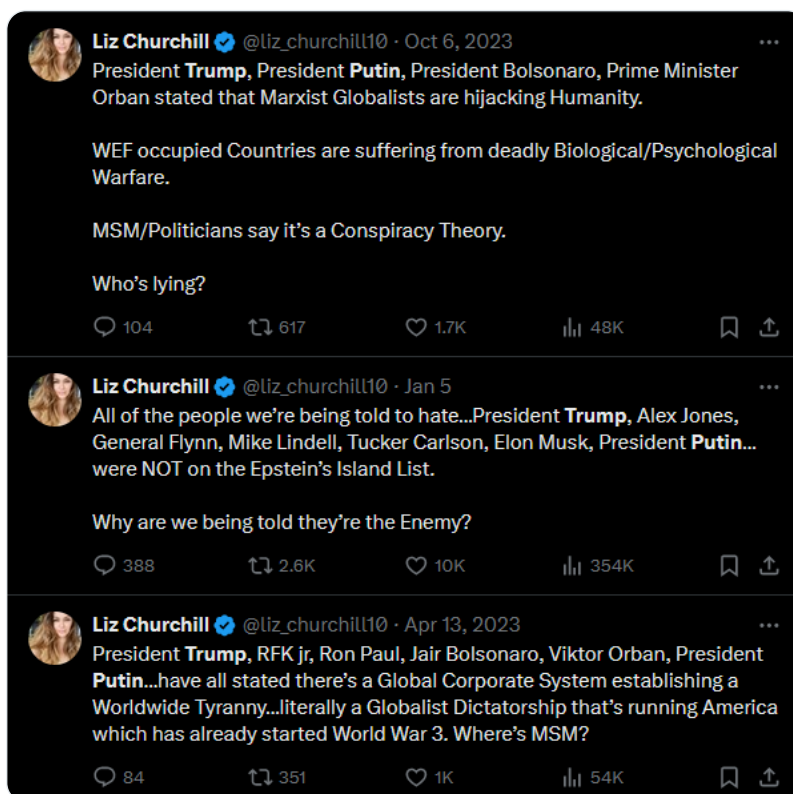 Liz Churchill @liz_churchill10 · Oct 6, 2023
President Trump, President Putin, President Bolsonaro, Prime Minister
Orban stated that Marxist Globalists are hijacking Humanity.
WEF occupied Countries are suffering from deadly Biological/Psychological
Warfare.
MSM/Politicians say it's a Conspiracy Theory.
Who's lying?
104 617 1.7K 48K
Liz Churchill @liz_churchill10 · Jan 5
All of the people we're being told to hate...President Trump, Alex Jones,
General Flynn, Mike Lindell, Tucker Carlson, Elon Musk, President Putin...
were NOT on the Epstein's Island List.
Why are we being told they're the Enemy?
388 2.6K 10K 354K
Liz Churchill @liz_churchill10 · Apr 13, 2023
President Trump, RFK jr, Ron Paul, Jair Bolsonaro, Viktor Orban, President
Putin...have all stated there's a Global Corporate System establishing a
Worldwide Tyranny...literally a Globalist Dictatorship that's running America
which has already started World War 3. Where's MSM?
84 351 1K 54K